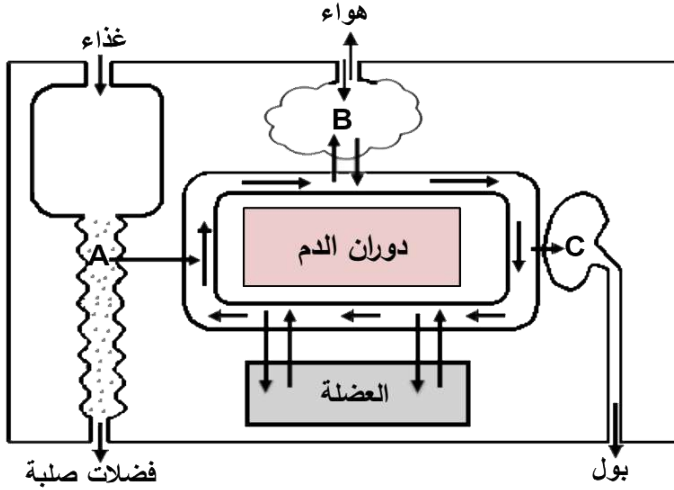 هواء
غذاء
B
A
دوران الدم
C
العضلة
فضلات صلبة
بول